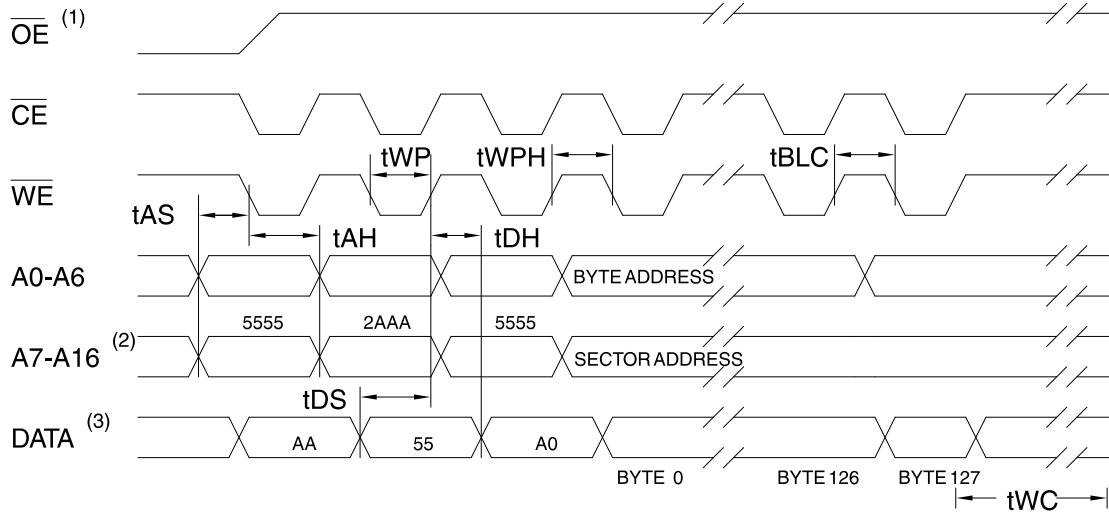 OE (1)
CE
tWP tWPH tBLC
WE
tAS
tAH tDH
A0-A6 BYTE ADDRESS
5555 2AAA 5555
A7-A16 (2) SECTOR ADDRESS
tDS
DATA (3) AA 55 A0
BYTE 0 BYTE 126 BYTE 127
tWC